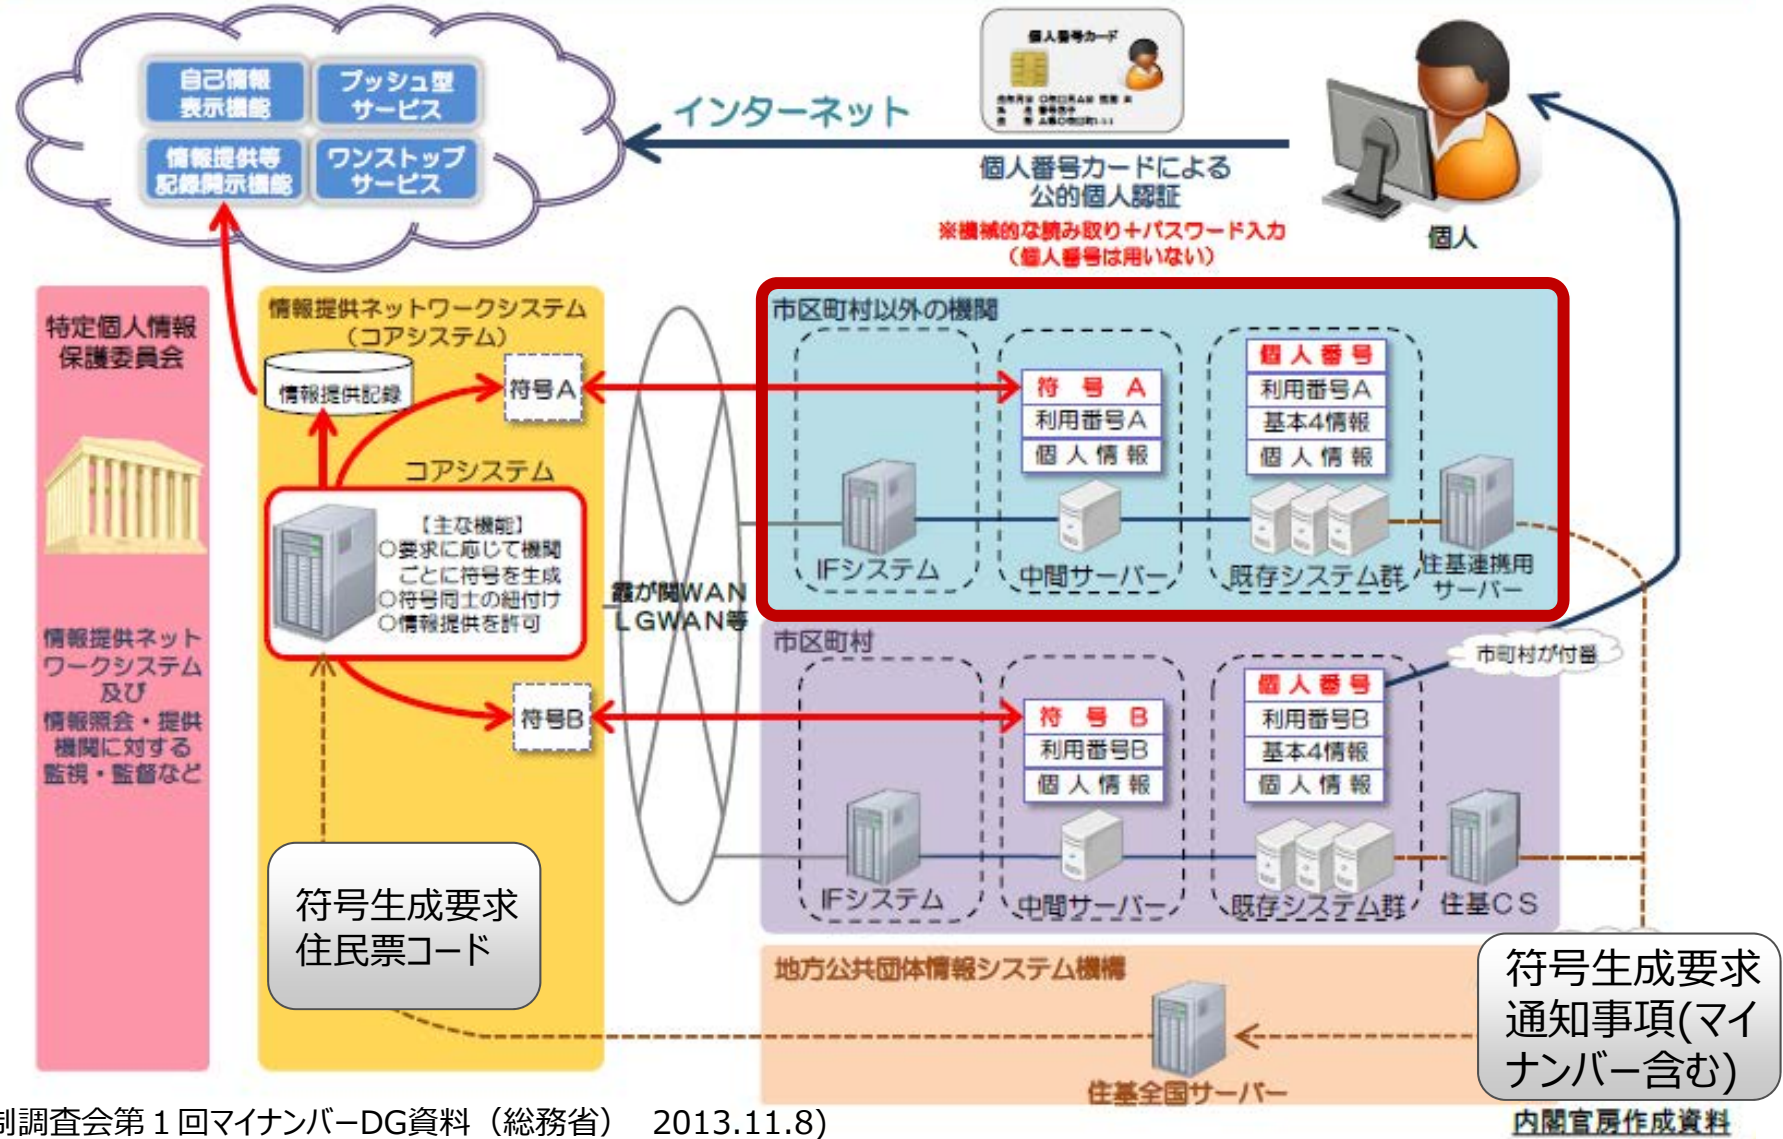 自己情報
表示機能
プッシュ型
サービス
情報提供等
記録開示機能
ワンストップ
サービス
インターネット
個人番号カード
個人番号カードによる
公的個人認証
※機械的な読み取り＋パスワード入力
（個人番号は用いない）
個人
特定個人情報
保護委員会
情報提供ネット
ワークシステム
及び
情報照会・提供
機関に対する
監視・監督など
情報提供ネットワークシステム
（コアシステム）
情報提供記録
符号A
コアシステム
【主な機能】
○要求に応じて機関
ごとに符号を生成
○符号同士の紐付け
○情報提供を許可
符号B
符号生成要求
住民票コード
霞が関WAN
LGWAN等
市区町村以外の機関
符号A
利用番号A
個人情報
個人番号
利用番号A
基本4情報
個人情報
IFシステム
中間サーバー
既存システム群
住基連携用
サーバー
市区町村
市町村が付番
符号B
利用番号B
個人情報
個人番号
利用番号B
基本4情報
個人情報
IFシステム
中間サーバー
既存システム群
住基CS
地方公共団体情報システム機構
住基全国サーバー
符号生成要求
通知事項(マイ
ナンバー含む)
制調査会第１回マイナンバーDG資料（総務省） 2013.11.8)
内閣官房作成資料